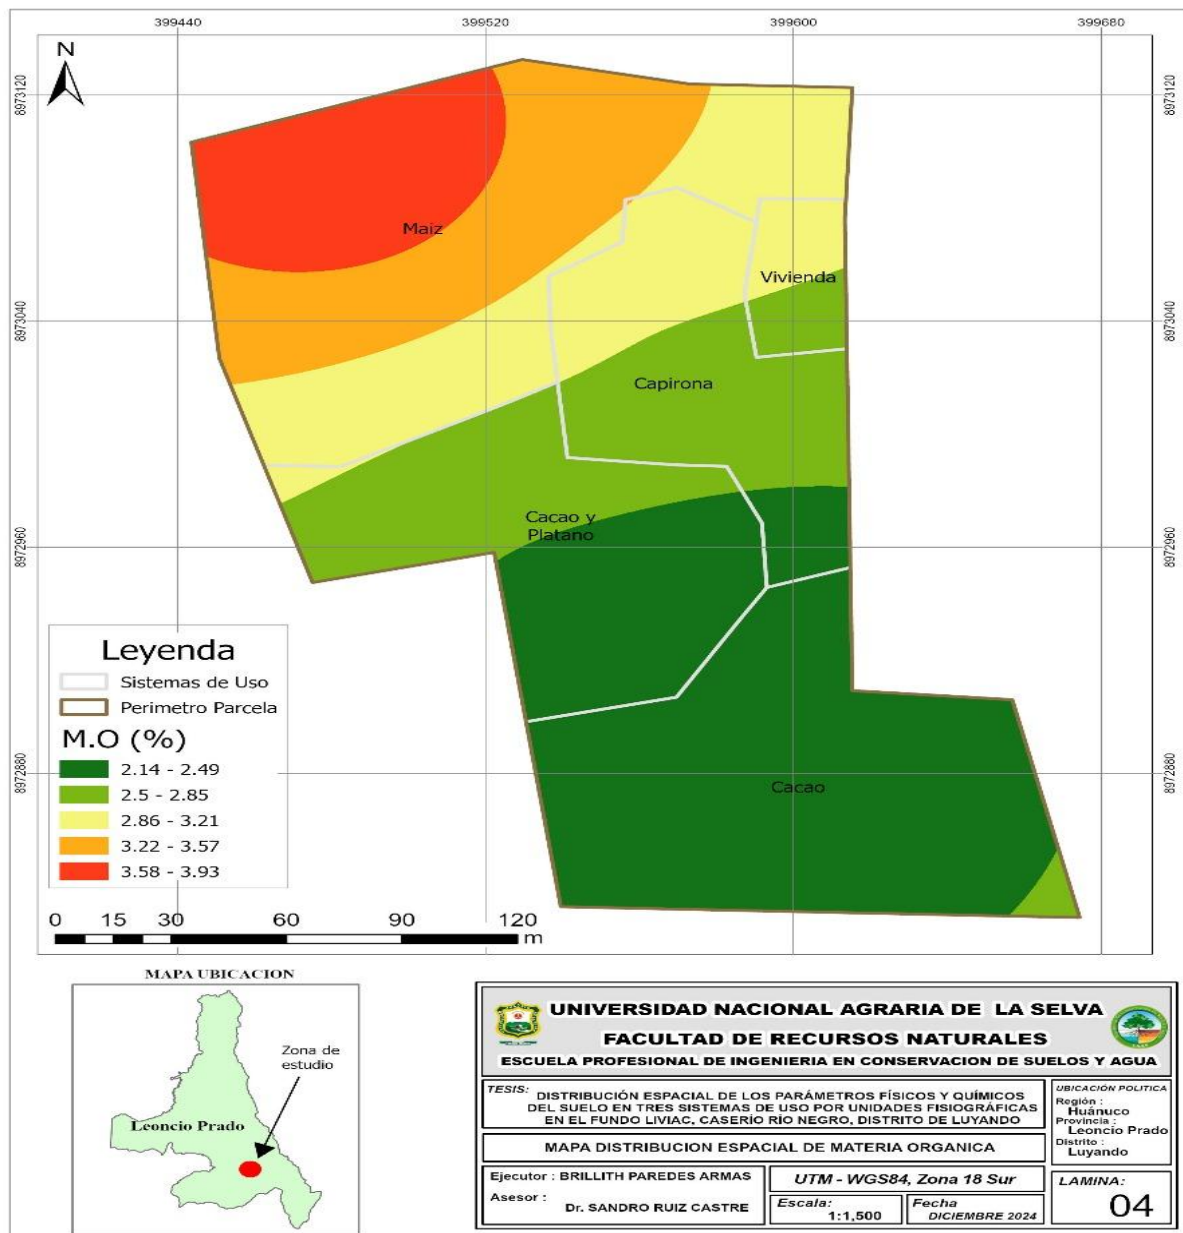 399440 399520 399600 399680
N
8973120 8973120
Maiz
Vivienda
8973040 8973040
Capirona
Cacao y
Platano
8972960 8972960
Leyenda
Sistemas de Uso
Perimetro Parcela
M.O (%)
2.14 - 2.49
2.5 - 2.85
2.86 - 3.21
3.22 - 3.57
3.58 - 3.93
8972880 8972880
Cacao
0 15 30 60 90 120
m
MAPA UBICACION
Zona de
estudio
Leoncio Prado
UNIVERSIDAD NACIONAL AGRARIA DE LA SELVA
FACULTAD DE RECURSOS NATURALES
ESCUELA PROFESIONAL DE INGENIERIA EN CONSERVACION DE SUELOS Y AGUA
TESIS: DISTRIBUCIÓN ESPACIAL DE LOS PARÁMETROS FÍSICOS Y QUÍMICOS
DEL SUELO EN TRES SISTEMAS DE USO POR UNIDADES FISIOGRÁFICAS
EN EL FUNDO LIVIAC, CASERÍO RÍO NEGRO, DISTRITO DE LUYANDO
UBICACIÓN POLITICA
Región :
Huánuco
Provincia :
Leoncio Prado
Distrito :
Luyando
MAPA DISTRIBUCION ESPACIAL DE MATERIA ORGANICA
Ejecutor : BRILLITH PAREDES ARMAS
Asesor :
Dr. SANDRO RUIZ CASTRE
UTM - WGS84, Zona 18 Sur
Escala:
1:1,500
Fecha
DICIEMBRE 2024
LAMINA:
04